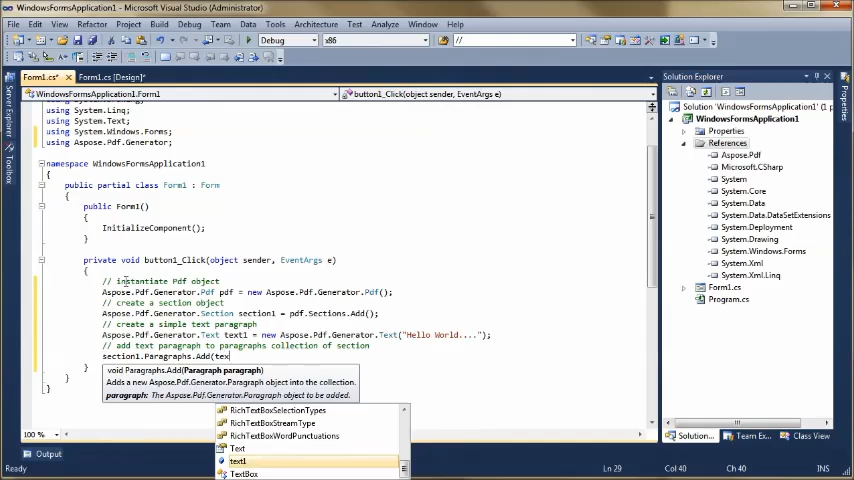 WindowsFormsApplication1 - Microsoft Visual Studio (Administrator)
File Edit View Refactor Project Build Debug Team Data Tools Architecture Test Analyze Window Help
Debug x86 //
Form1.cs* Form1.cs [Design]*
WindowsFormsApplication1.Form1 button1_Click(object sender, EventArgs e)
using System.Linq;
using System.Text;
using System.Windows.Forms;
using Aspose.Pdf.Generator;
namespace WindowsFormsApplication1
{
public partial class Form1 : Form
{
public Form1()
{
InitializeComponent();
}
private void button1_Click(object sender, EventArgs e)
{
// instantiate Pdf object
Aspose.Pdf.Generator.Pdf pdf = new Aspose.Pdf.Generator.Pdf();
// create a section object
Aspose.Pdf.Generator.Section section1 = pdf.Sections.Add();
// create a simple text paragraph
Aspose.Pdf.Generator.Text text1 = new Aspose.Pdf.Generator.Text("Hello World....");
// add text paragraph to paragraphs collection of section
section1.Paragraphs.Add(tex
}
}
}
void Paragraphs.Add(Paragraph paragraph)
Adds a new Aspose.Pdf.Generator.Paragraph object into the collection.
paragraph: The Aspose.Pdf.Generator.Paragraph object to be added.
RichTextBoxSelectionTypes
RichTextBoxStreamType
RichTextBoxWordPunctuations
Text
text1
TextBox
100 %
Output
Ready Ln 29 Col 40 Ch 40 INS
Server Explorer
Toolbox
Solution Explorer
Solution 'WindowsFormsApplication1' (1 p
WindowsFormsApplication1
Properties
References
Aspose.Pdf
Microsoft.CSharp
System
System.Core
System.Data
System.Data.DataSetExtensions
System.Deployment
System.Drawing
System.Windows.Forms
System.Xml
System.Xml.Linq
Form1.cs
Program.cs
Solution... Team Ex... Class View
Properties